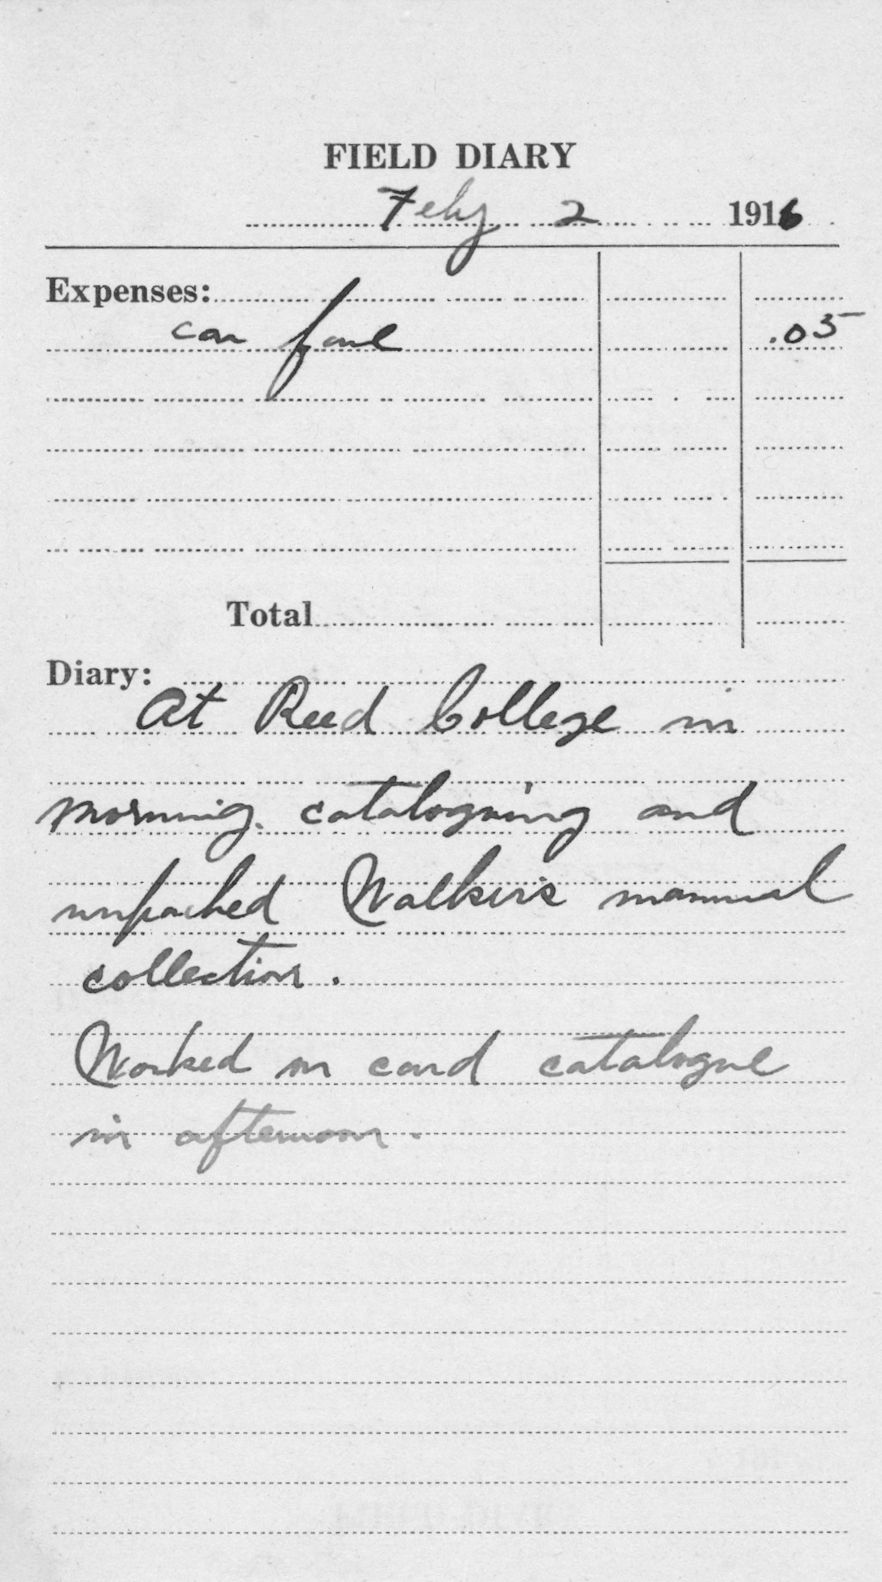 FIELD DIARY
Feby 2 1916
Expenses:
car fare .05
Total
Diary:
At Reed College in
morning. cataloguing and
unpacked Walker's mammal
collection.
Worked on card catalogue
in afternoon.